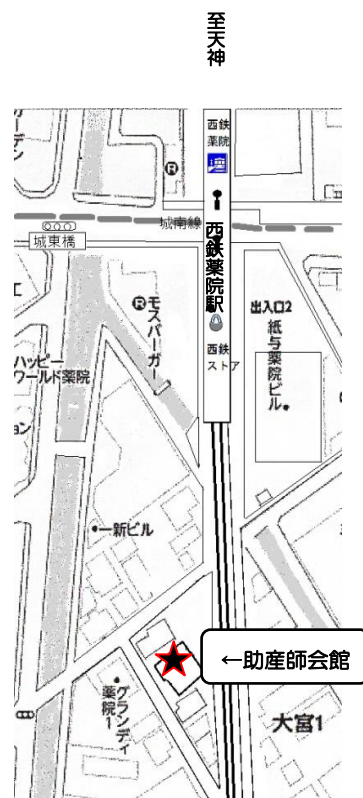 至天神
西鉄
薬院
城南線
城東橋
西鉄薬院駅
モスバーガー
出入口2
紙与薬院ビル
ハッピー
ワールド薬院
西鉄
ストア
一新ビル
←助産師会館
グランディ
薬院1
大宮1